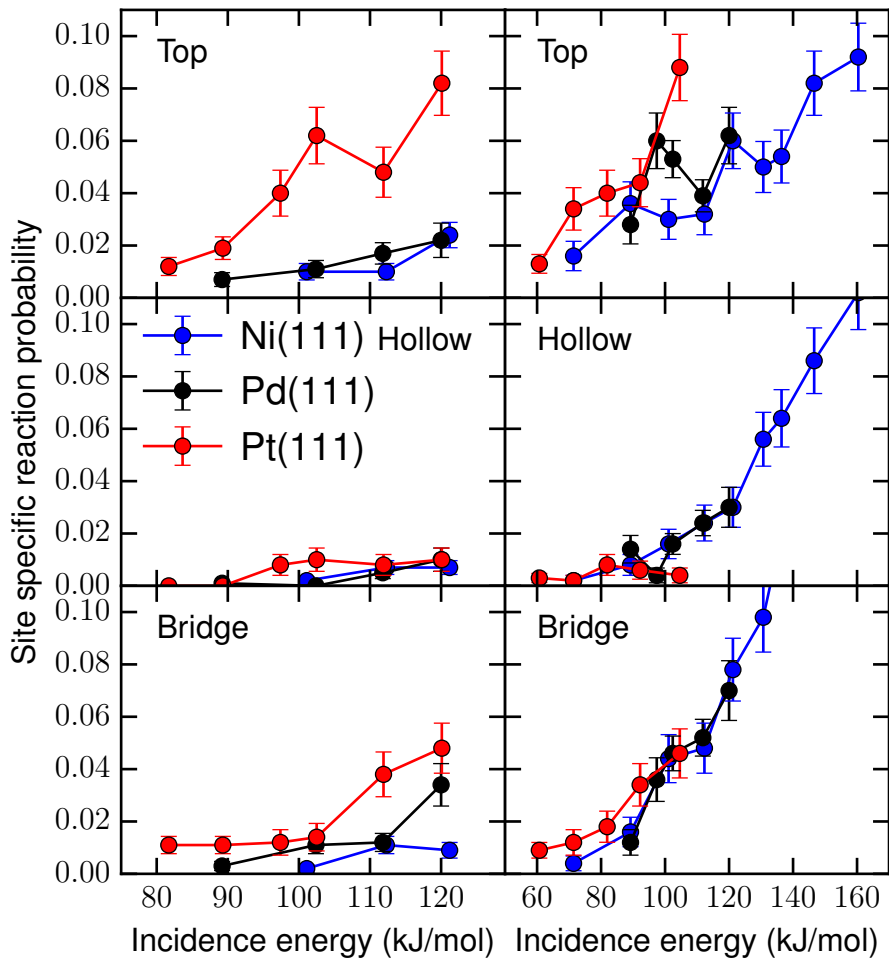 Site specific reaction probability
0.10
0.08
0.06
0.04
0.02
0.00
Top
Top
0.10
0.08
0.06
0.04
0.02
0.00
Ni(111)
Pd(111)
Pt(111)
Hollow
Hollow
0.10
0.08
0.06
0.04
0.02
0.00
Bridge
Bridge
80 90 100 110 120
60 80 100 120 140 160
Incidence energy (kJ/mol)
Incidence energy (kJ/mol)